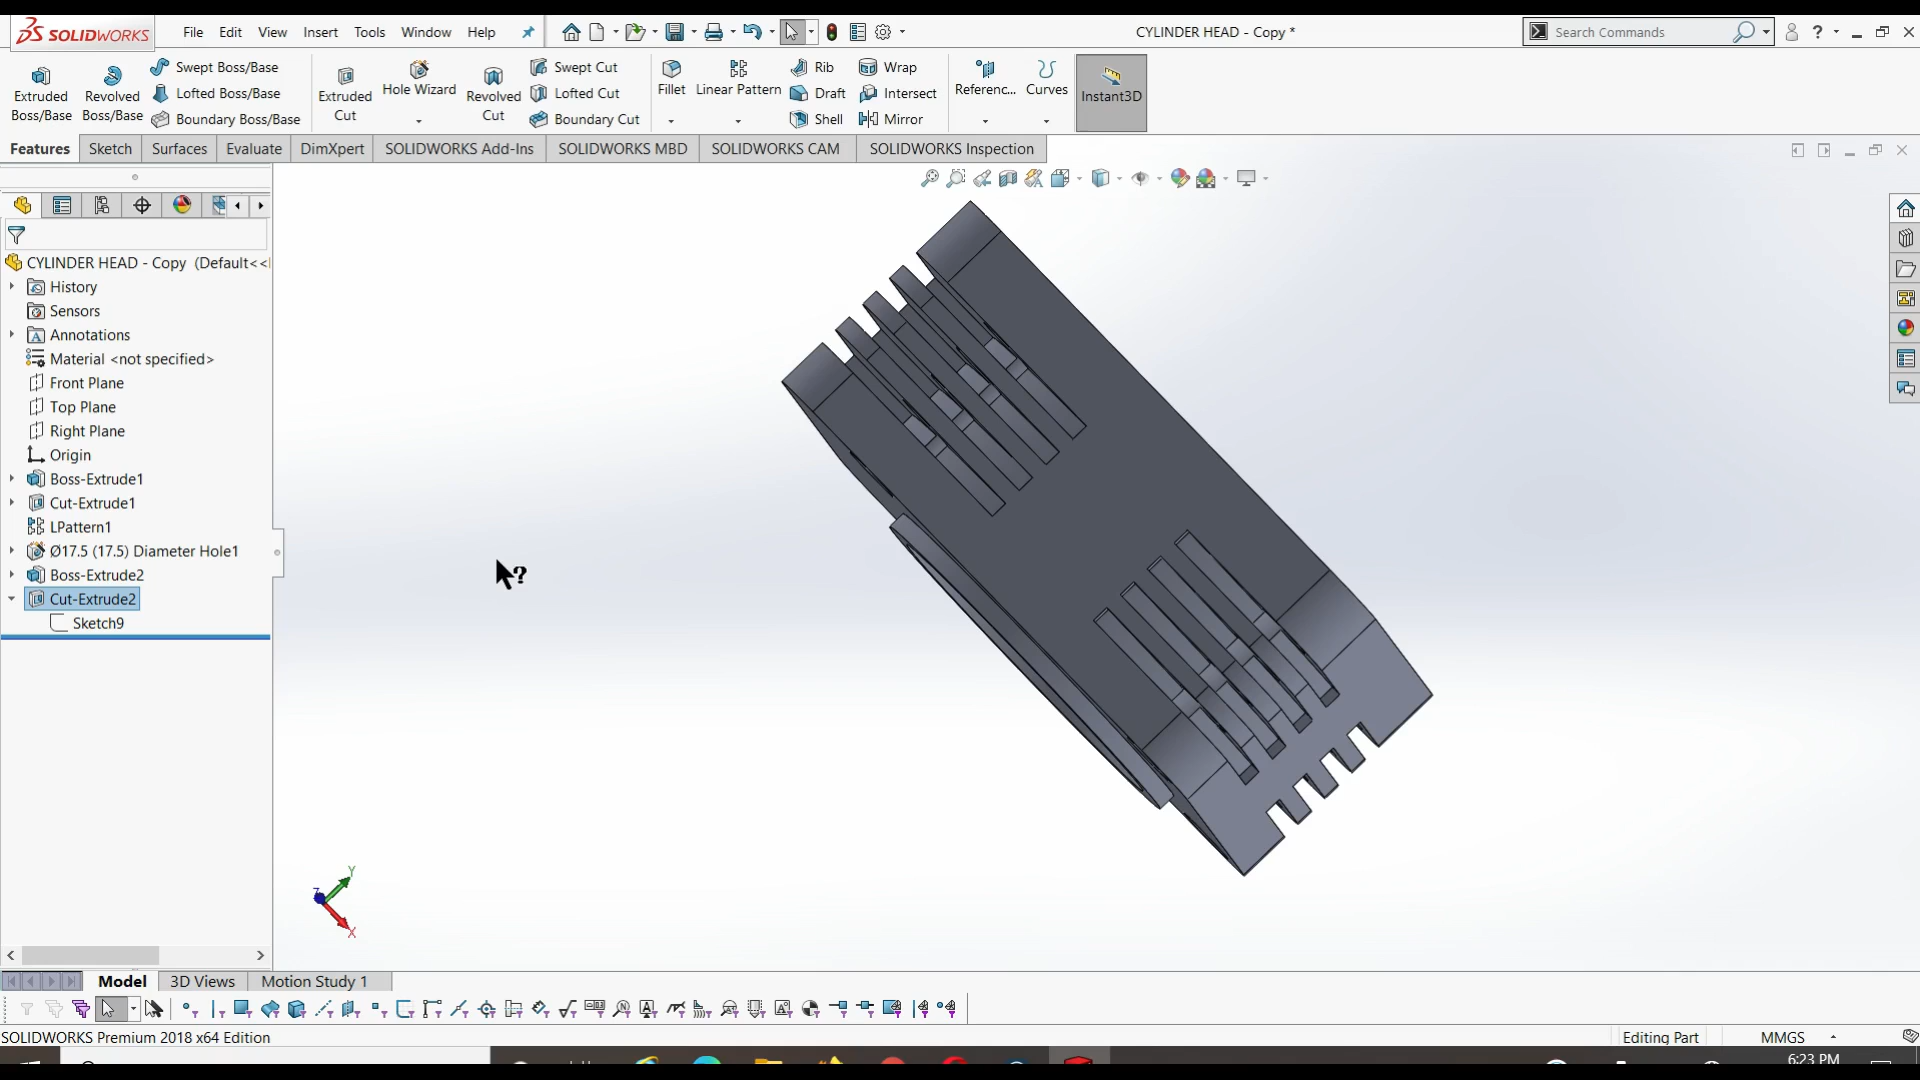 SOLIDWORKS File Edit View Insert Tools Window Help CYLINDER HEAD - Copy * Search Commands ?
Extruded Boss/Base
Revolved Boss/Base
Swept Boss/Base
Lofted Boss/Base
Boundary Boss/Base
Extruded Cut
Hole Wizard
Revolved Cut
Swept Cut
Lofted Cut
Boundary Cut
Fillet
Linear Pattern
Rib
Draft
Shell
Wrap
Intersect
Mirror
Referenc...
Curves
Instant3D
Features Sketch Surfaces Evaluate DimXpert SOLIDWORKS Add-Ins SOLIDWORKS MBD SOLIDWORKS CAM SOLIDWORKS Inspection
CYLINDER HEAD - Copy (Default<<
History
Sensors
Annotations
Material <not specified>
Front Plane
Top Plane
Right Plane
Origin
Boss-Extrude1
Cut-Extrude1
LPattern1
Ø17.5 (17.5) Diameter Hole1
Boss-Extrude2
Cut-Extrude2
Sketch9
?
Y
Z
X
Model 3D Views Motion Study 1
SOLIDWORKS Premium 2018 x64 Edition Editing Part MMGS
6:23 PM